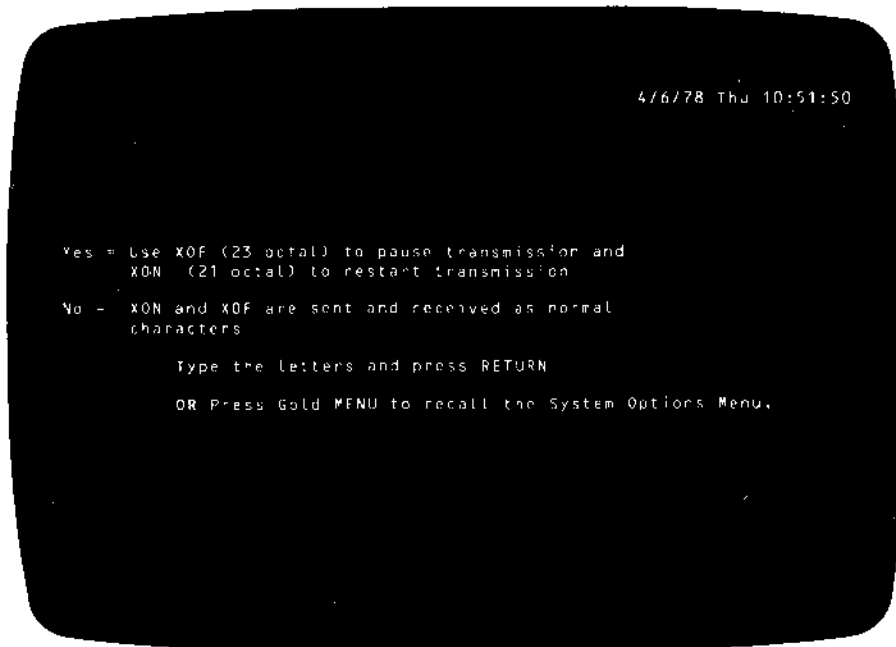 4/6/78 Thu 10:51:50
Yes = Use XOF (23 octal) to pause transmission and
XON (21 octal) to restart transmission
No - XON and XOF are sent and received as normal
characters
Type the letters and press RETURN
OR Press Gold MENU to recall the System Options Menu.